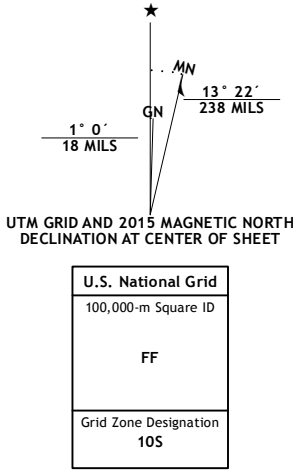 ★
MN
GN
13° 22´
238 MILS
1° 0´
18 MILS
UTM GRID AND 2015 MAGNETIC NORTH
DECLINATION AT CENTER OF SHEET
U.S. National Grid
100,000-m Square ID
FF
Grid Zone Designation
10S